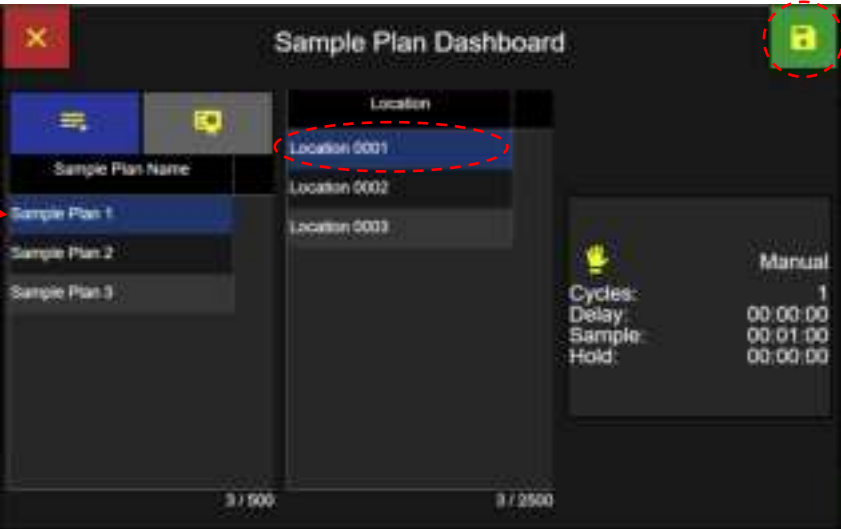 Sample Plan Dashboard
Location
Sample Plan Name
Location 0001
Location 0002
Location 0003
Sample Plan 1
Sample Plan 2
Sample Plan 3
Manual
Cycles: 1
Delay: 00:00:00
Sample: 00:01:00
Hold: 00:00:00
3 / 500
3 / 2500